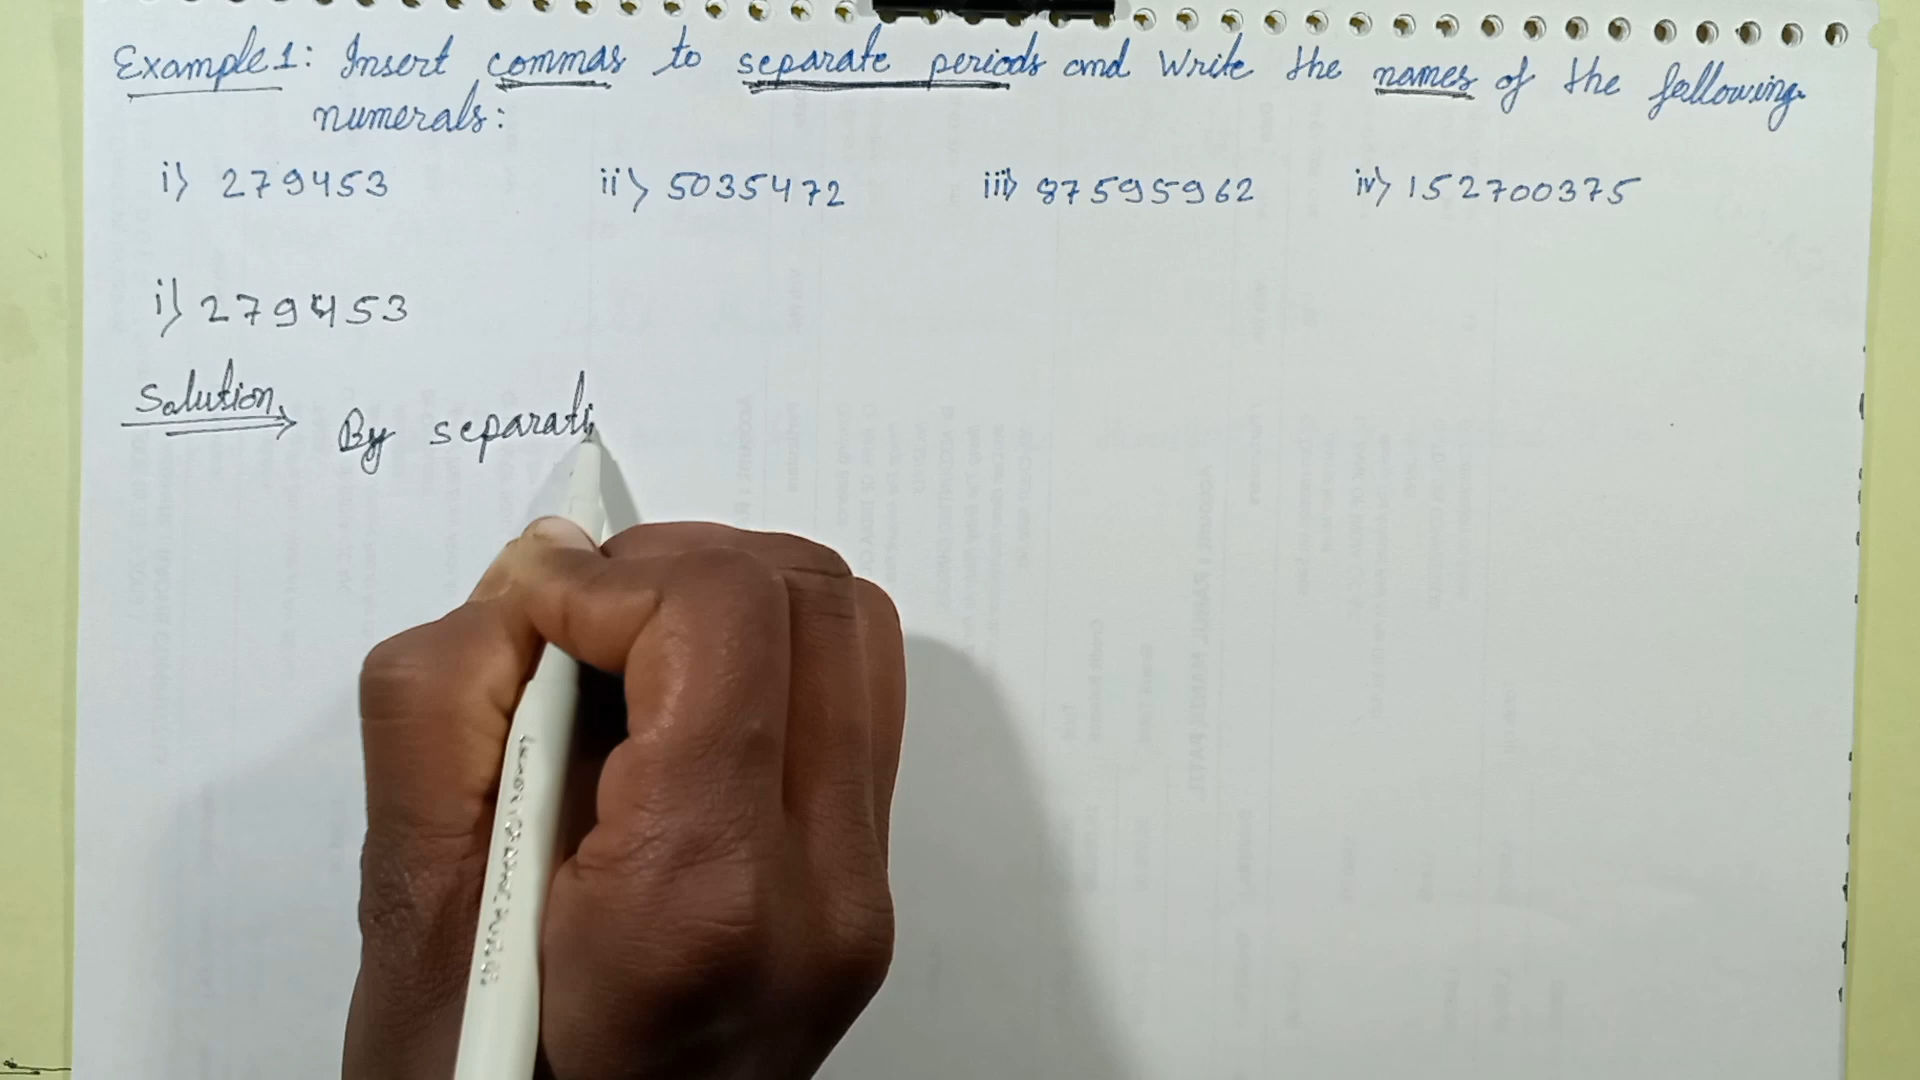 Example 1: Insert commas to separate periods and write the names of the following
numerals:
i) 279453 ii) 5035472 iii) 87595962 iv) 152700375
i) 279453
Solution
By separati